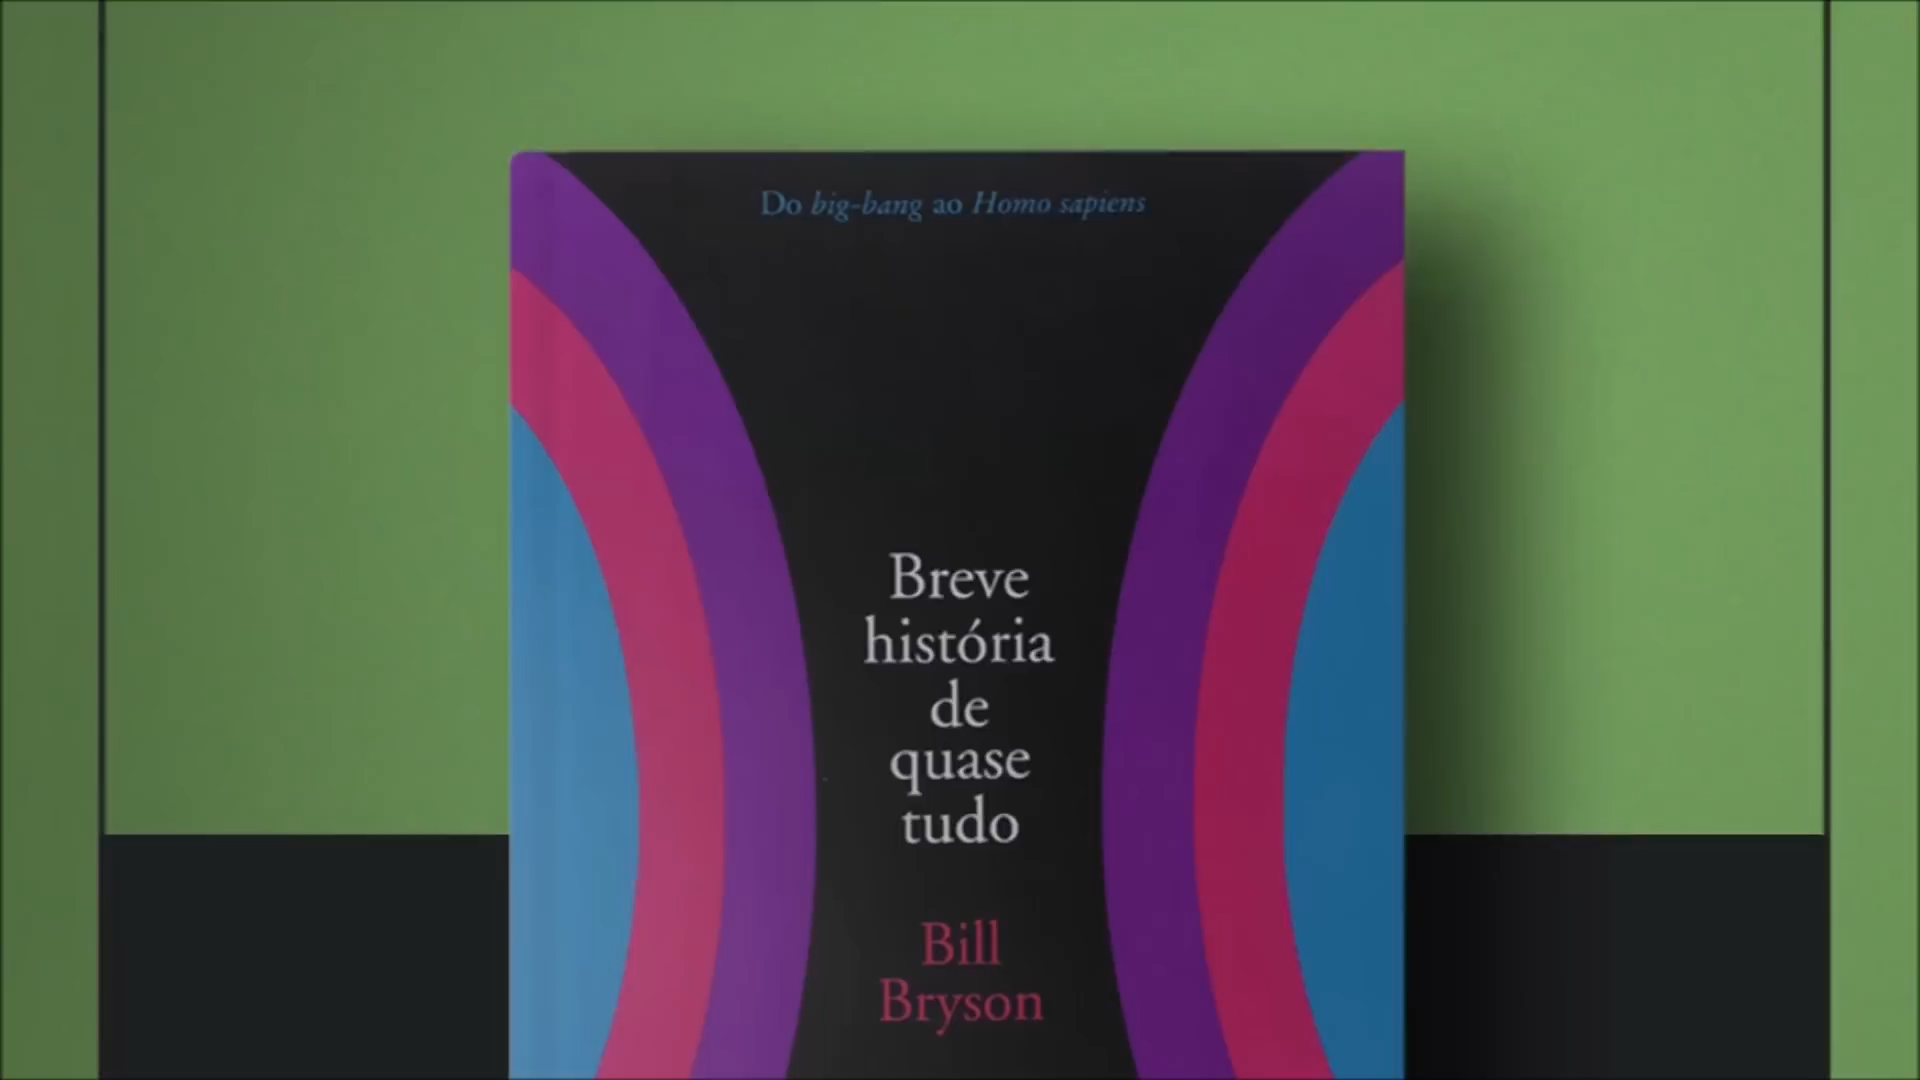 Do big-bang ao Homo sapiens
Breve
história
de
quase
tudo
Bill
Bryson